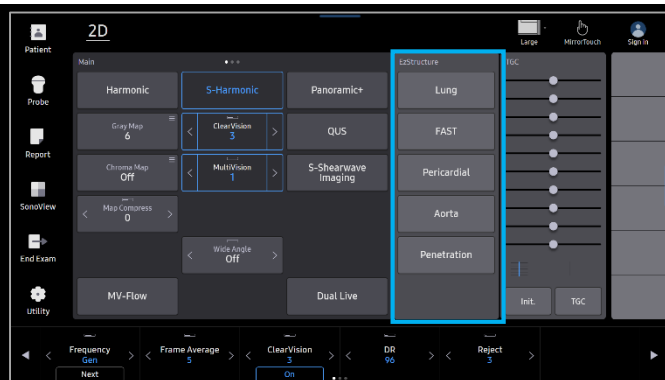 Patient
2D
Large
MirrorTouch
Sign In
Probe
Report
SonoView
End Exam
Utility
Main
Harmonic
S-Harmonic
Panoramic+
Gray Map
6
ClearVision
3
QUS
Chroma Map
Off
MultiVision
1
S-Shearwave
Imaging
Map Compress
0
Wide Angle
Off
MV-Flow
Dual Live
EzStructure
Lung
FAST
Pericardial
Aorta
Penetration
TGC
Init.
TGC
Frequency
Gen
Next
Frame Average
5
ClearVision
3
On
DR
96
Reject
3